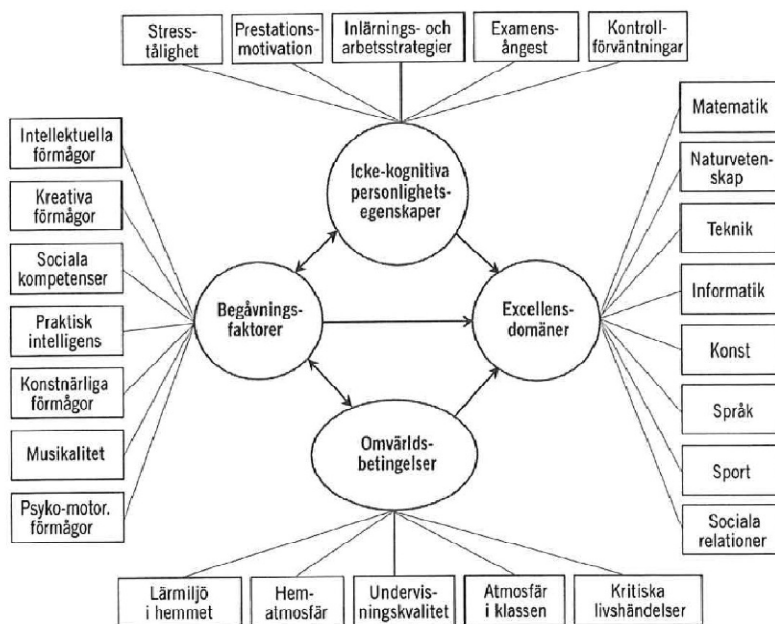 Stress-
tålighet
Prestations-
motivation
Inlärnings- och
arbetsstrategier
Examens-
ångest
Kontroll-
förväntningar
Intellektuella
förmågor
Kreativa
förmågor
Sociala
kompetenser
Praktisk
intelligens
Konstnärliga
förmågor
Musikalitet
Psyko-motor.
förmågor
Icke-kognitiva
personlighets-
egenskaper
Begåvnings-
faktorer
Excellens-
domäner
Omvärlds-
betingelser
Matematik
Naturveten-
skap
Teknik
Informatik
Konst
Språk
Sport
Sociala
relationer
Lärmiljö
i hemmet
Hem-
atmosfär
Undervis-
ningskvalitet
Atmosfär
i klassen
Kritiska
livshändelser